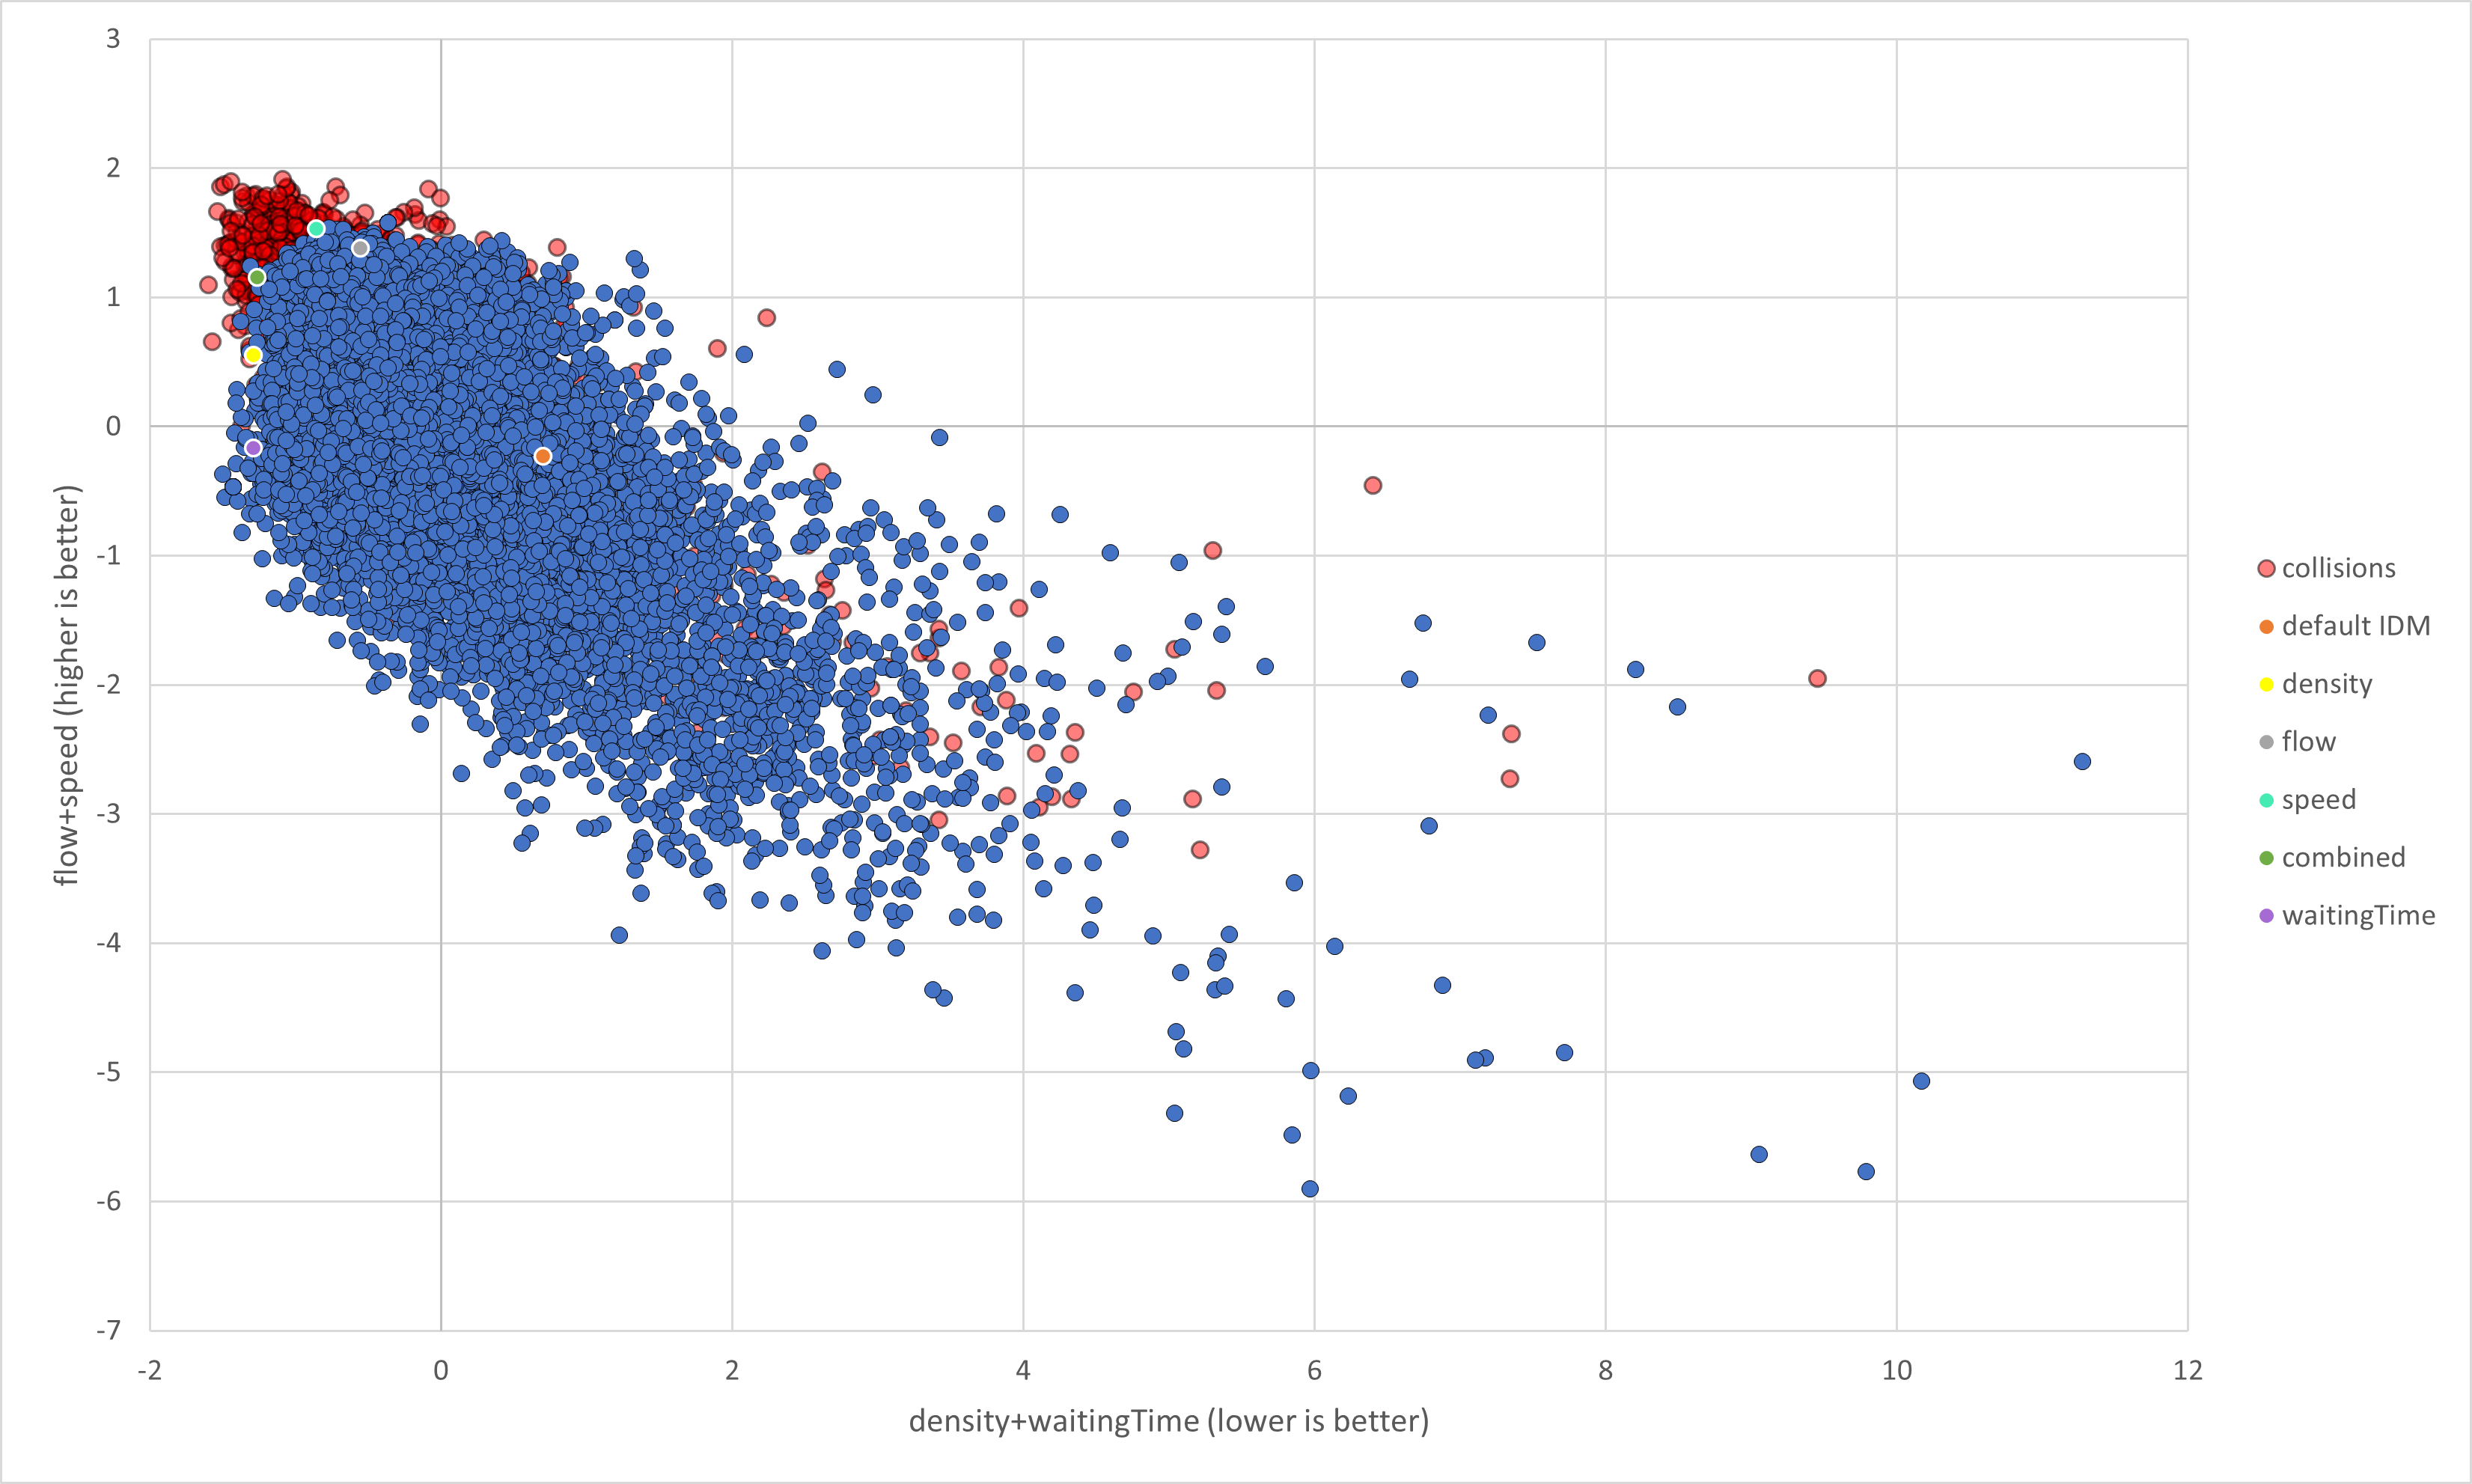 3
2
1
0
-1
-2
-3
-4
-5
-6
-7
-2
0
2
4
6
8
10
12
flow+speed (higher is better)
density+waitingTime (lower is better)
collisions
default IDM
density
flow
speed
combined
waitingTime